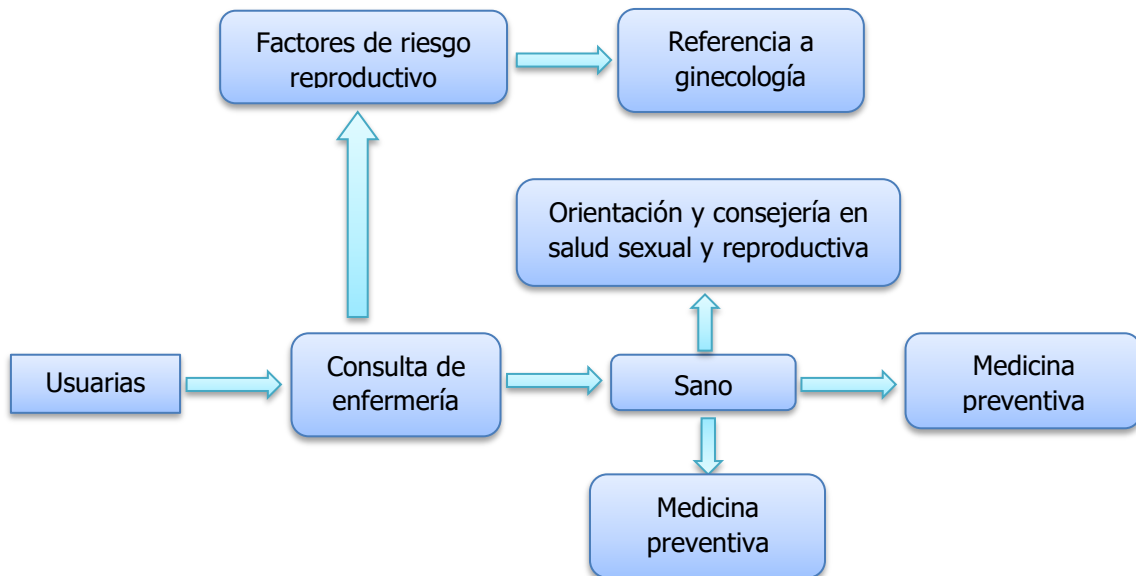 Factores de riesgo
reproductivo
Referencia a
ginecología
Orientación y consejería en
salud sexual y reproductiva
Usuarias
Consulta de
enfermería
Sano
Medicina
preventiva
Medicina
preventiva